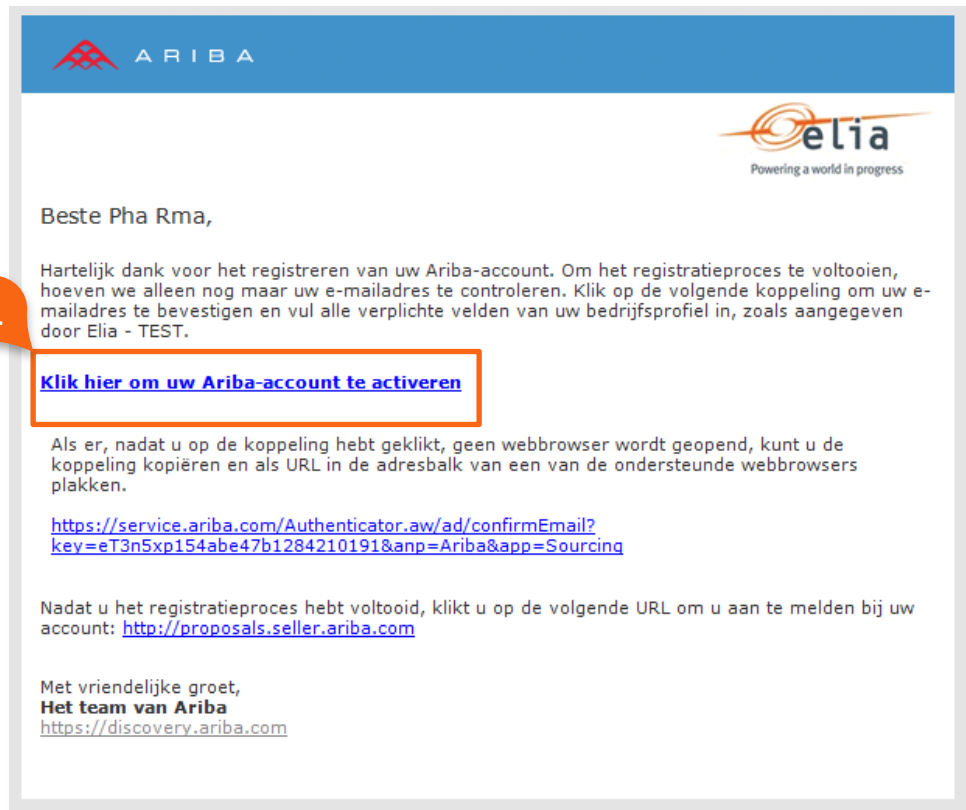 ARIBA
elia
Powering a world in progress
Beste Pha Rma,
Hartelijk dank voor het registreren van uw Ariba-account. Om het registratieproces te voltooien,
hoeven we alleen nog maar uw e-mailadres te controleren. Klik op de volgende koppeling om uw e-
mailadres te bevestigen en vul alle verplichte velden van uw bedrijfsprofiel in, zoals aangegeven
door Elia - TEST.
Klik hier om uw Ariba-account te activeren
Als er, nadat u op de koppeling hebt geklikt, geen webbrowser wordt geopend, kunt u de
koppeling kopiëren en als URL in de adresbalk van een van de ondersteunde webbrowsers
plakken.
https://service.ariba.com/Authenticator.aw/ad/confirmEmail?
key=eT3n5xp154abe47b1284210191&anp=Ariba&app=Sourcing
Nadat u het registratieproces hebt voltooid, klikt u op de volgende URL om u aan te melden bij uw
account: http://proposals.seller.ariba.com
Met vriendelijke groet,
Het team van Ariba
https://discovery.ariba.com